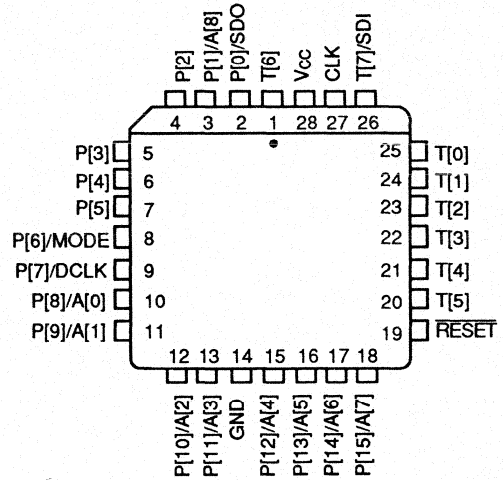 P[2]
P[1]/A[8]
P[0]/SDO
T[6]
VCC
CLK
T[7]/SDI
4 3 2 1 28 27 26
P[3] 5
P[4] 6
P[5] 7
P[6]/MODE 8
P[7]/DCLK 9
P[8]/A[0] 10
P[9]/A[1] 11
25 T[0]
24 T[1]
23 T[2]
22 T[3]
21 T[4]
20 T[5]
19 RESET
12 13 14 15 16 17 18
P[10]/A[2]
P[11]/A[3]
GND
P[12]/A[4]
P[13]/A[5]
P[14]/A[6]
P[15]/A[7]